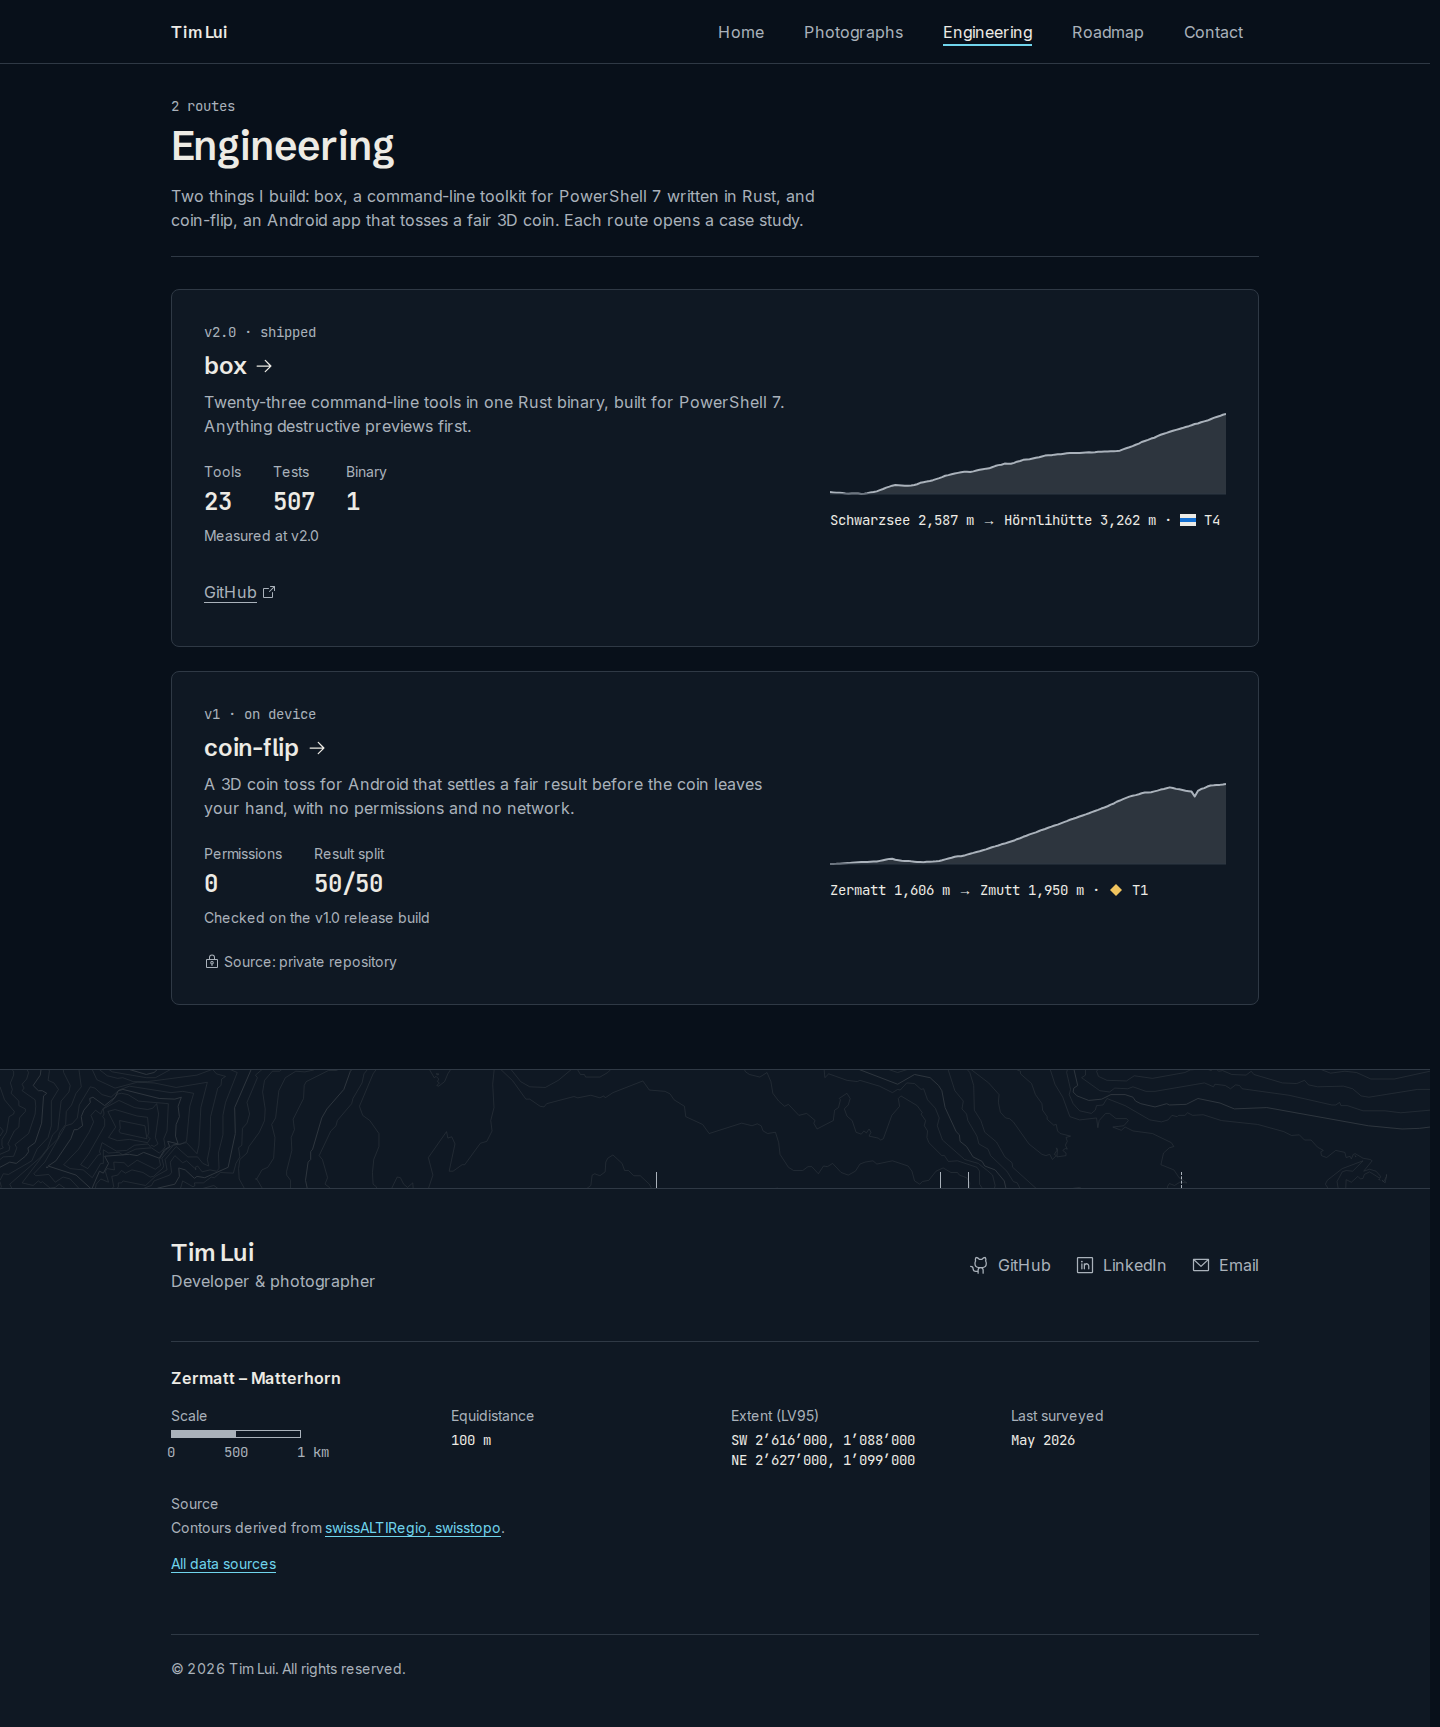 Tim Lui
Home Photographs Engineering Roadmap Contact
2 routes
Engineering
Two things I build: box, a command-line toolkit for PowerShell 7 written in Rust, and
coin-flip, an Android app that tosses a fair 3D coin. Each route opens a case study.
v2.0 · shipped
box →
Twenty-three command-line tools in one Rust binary, built for PowerShell 7.
Anything destructive previews first.
Tools Tests Binary
23 507 1
Measured at v2.0
GitHub
Schwarzsee 2,587 m → Hörnlihütte 3,262 m · T4
v1 · on device
coin-flip →
A 3D coin toss for Android that settles a fair result before the coin leaves
your hand, with no permissions and no network.
Permissions Result split
0 50/50
Checked on the v1.0 release build
Source: private repository
Zermatt 1,606 m → Zmutt 1,950 m · T1
Tim Lui
Developer & photographer
GitHub LinkedIn Email
Zermatt – Matterhorn
Scale
0 500 1 km
Equidistance
100 m
Extent (LV95)
SW 2’616’000, 1’088’000
NE 2’627’000, 1’099’000
Last surveyed
May 2026
Source
Contours derived from swissALTIRegio, swisstopo.
All data sources
© 2026 Tim Lui. All rights reserved.